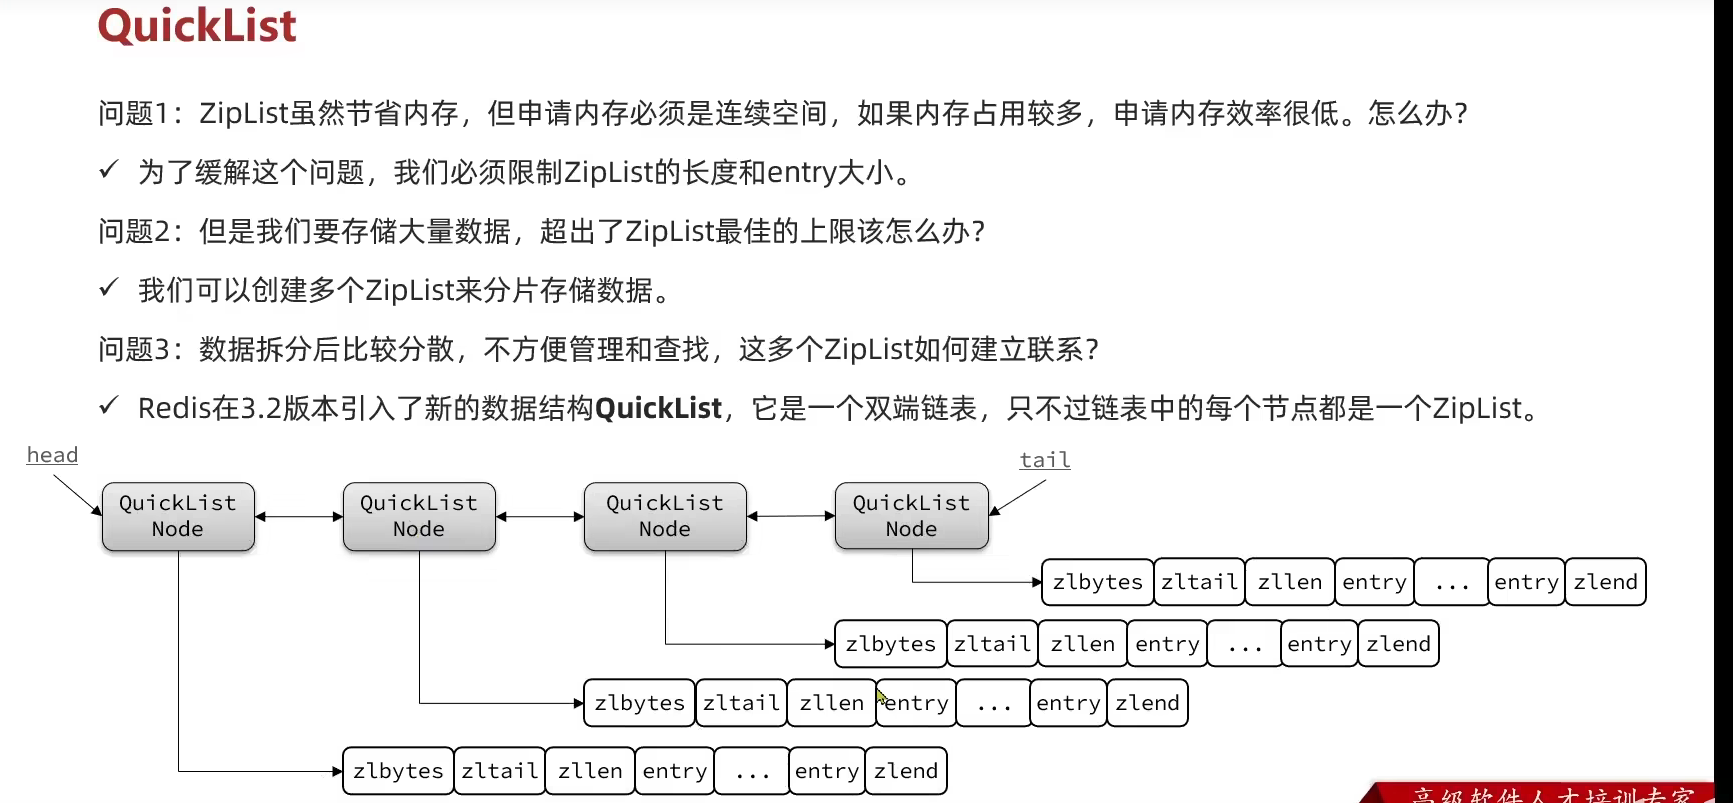 QuickList
问题1：ZipList虽然节省内存，但申请内存必须是连续空间，如果内存占用较多，申请内存效率很低。怎么办？
✓ 为了缓解这个问题，我们必须限制ZipList的长度和entry大小。
问题2：但是我们要存储大量数据，超出了ZipList最佳的上限该怎么办？
✓ 我们可以创建多个ZipList来分片存储数据。
问题3：数据拆分后比较分散，不方便管理和查找，这多个ZipList如何建立联系？
✓ Redis在3.2版本引入了新的数据结构QuickList，它是一个双端链表，只不过链表中的每个节点都是一个ZipList。
head
tail
QuickList
Node
QuickList
Node
QuickList
Node
QuickList
Node
zlbytes zltail zllen entry ... entry zlend
zlbytes zltail zllen entry ... entry zlend
zlbytes zltail zllen entry ... entry zlend
zlbytes zltail zllen entry ... entry zlend
高级软件人才培训专家